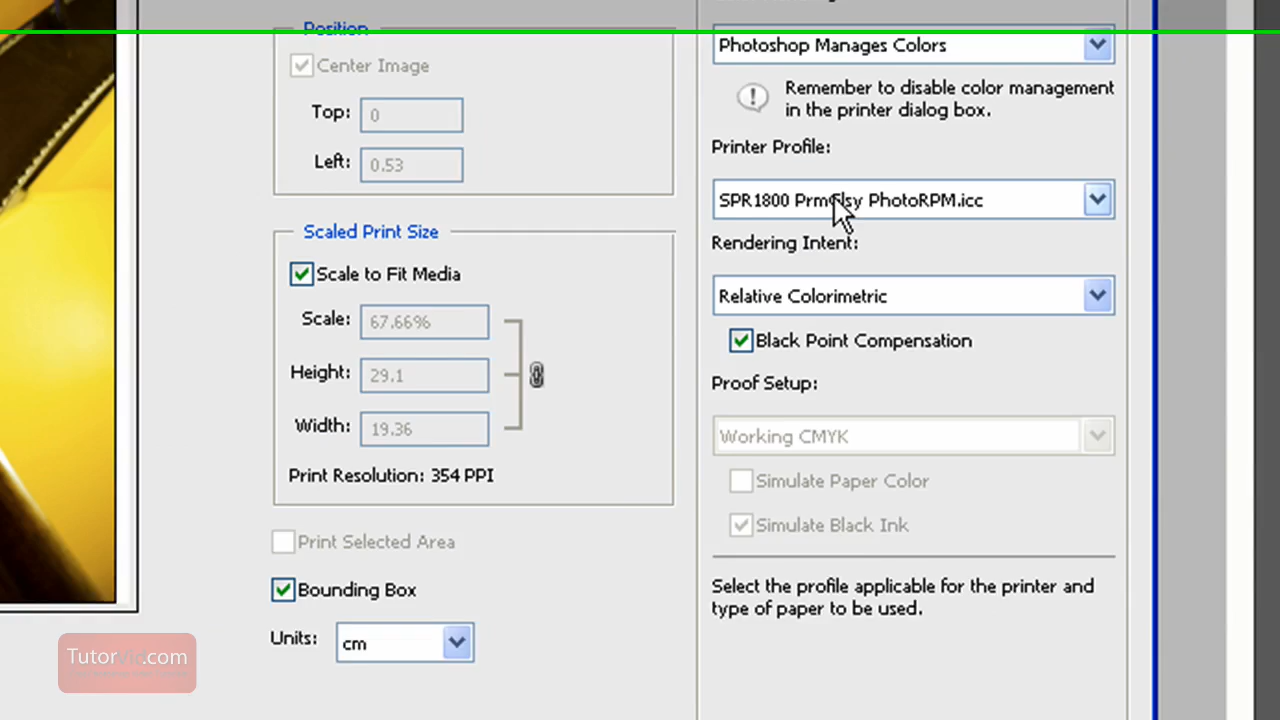 Position
Center Image
Top: 0
Left: 0.53
Scaled Print Size
Scale to Fit Media
Scale: 67.66%
Height: 29.1
Width: 19.36
Print Resolution: 354 PPI
Print Selected Area
Bounding Box
Units: cm
Photoshop Manages Colors
Remember to disable color management
in the printer dialog box.
Printer Profile:
SPR1800 PrmGlsy PhotoRPM.icc
Rendering Intent:
Relative Colorimetric
Black Point Compensation
Proof Setup:
Working CMYK
Simulate Paper Color
Simulate Black Ink
Select the profile applicable for the printer and
type of paper to be used.
TutorVid.com